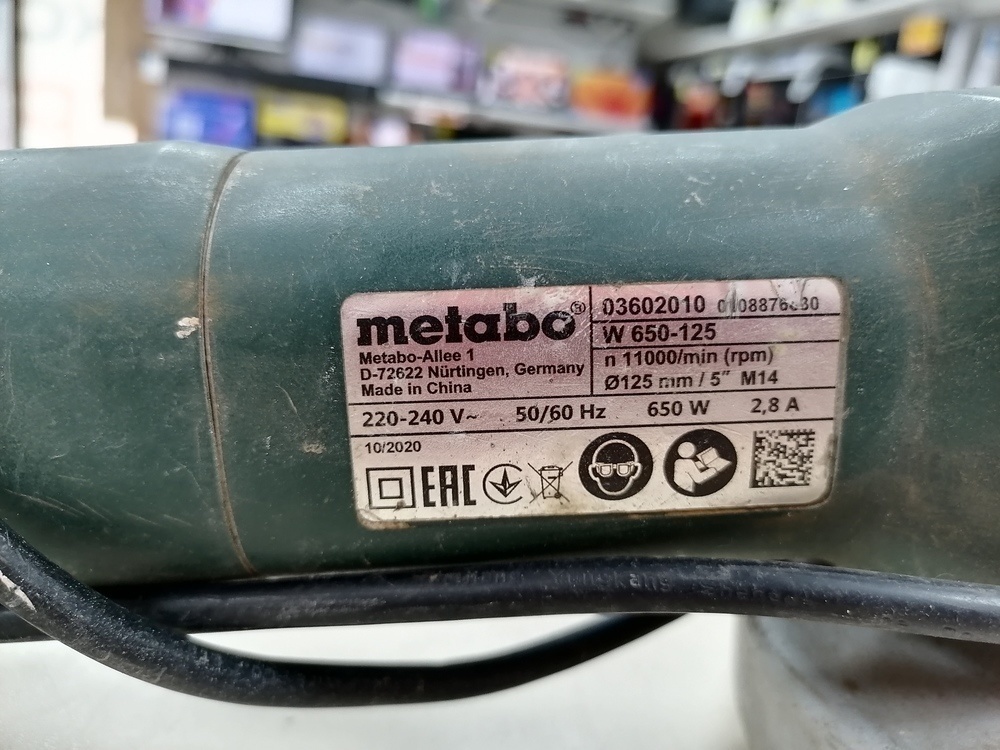 metabo®
Metabo-Allee 1
D-72622 Nürtingen, Germany
Made in China
03602010
W 650-125
n 11000/min (rpm)
Ø125 mm / 5″ M14
220-240 V~ 50/60 Hz 650 W 2,8 A
10/2020
EAC